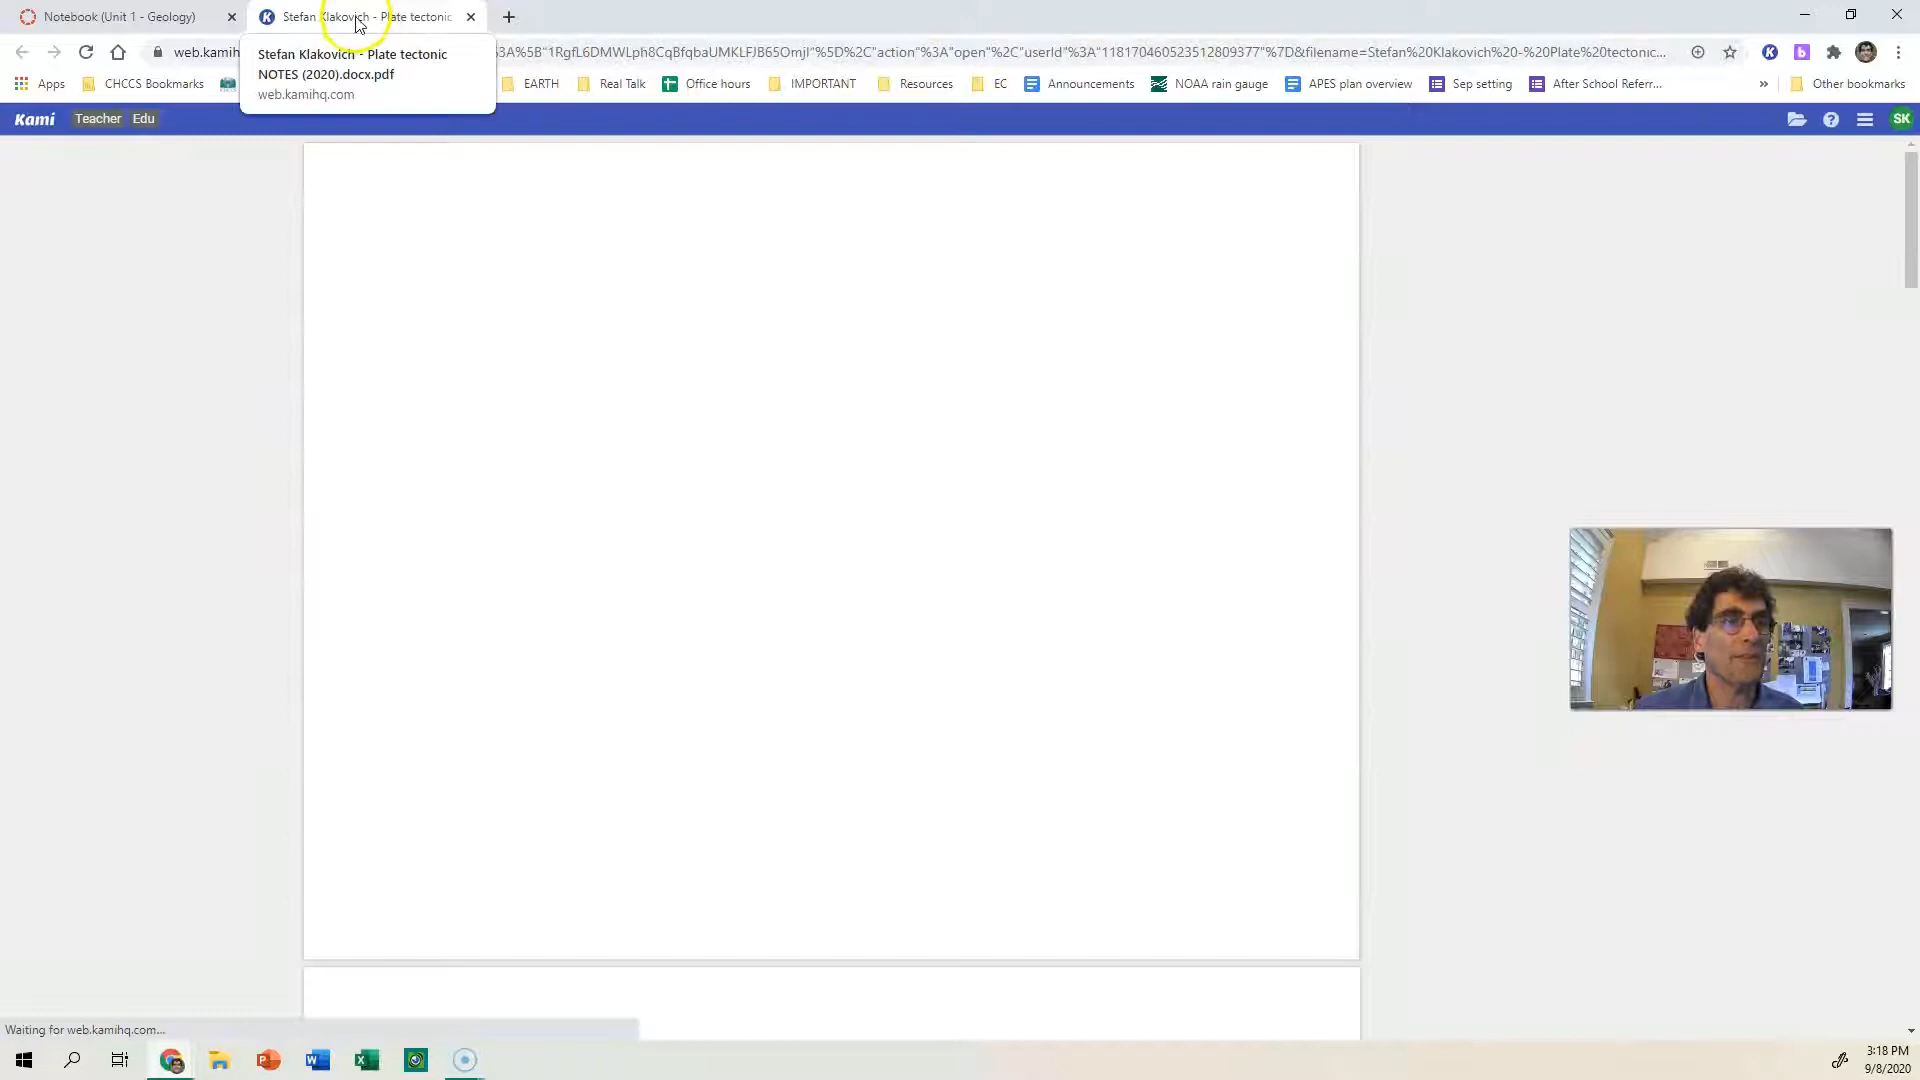 Notebook (Unit 1 - Geology)
Stefan Klakovich - Plate tectonic
web.kamih
3A%5B"1RgfL6DMWLph8CqBfqbaUMKLFJB65OmjI"%5D%2C"action"%3A"open"%2C"userId"%3A"118170460523512809377"%7D&filename=Stefan%20Klakovich%20-%20Plate%20tectonic...
Stefan Klakovich - Plate tectonic
NOTES (2020).docx.pdf
web.kamihq.com
Apps
CHCCS Bookmarks
EARTH
Real Talk
Office hours
IMPORTANT
Resources
EC
Announcements
NOAA rain gauge
APES plan overview
Sep setting
After School Referr...
»
Other bookmarks
Kami
Teacher
Edu
SK
Waiting for web.kamihq.com...
3:18 PM
9/8/2020